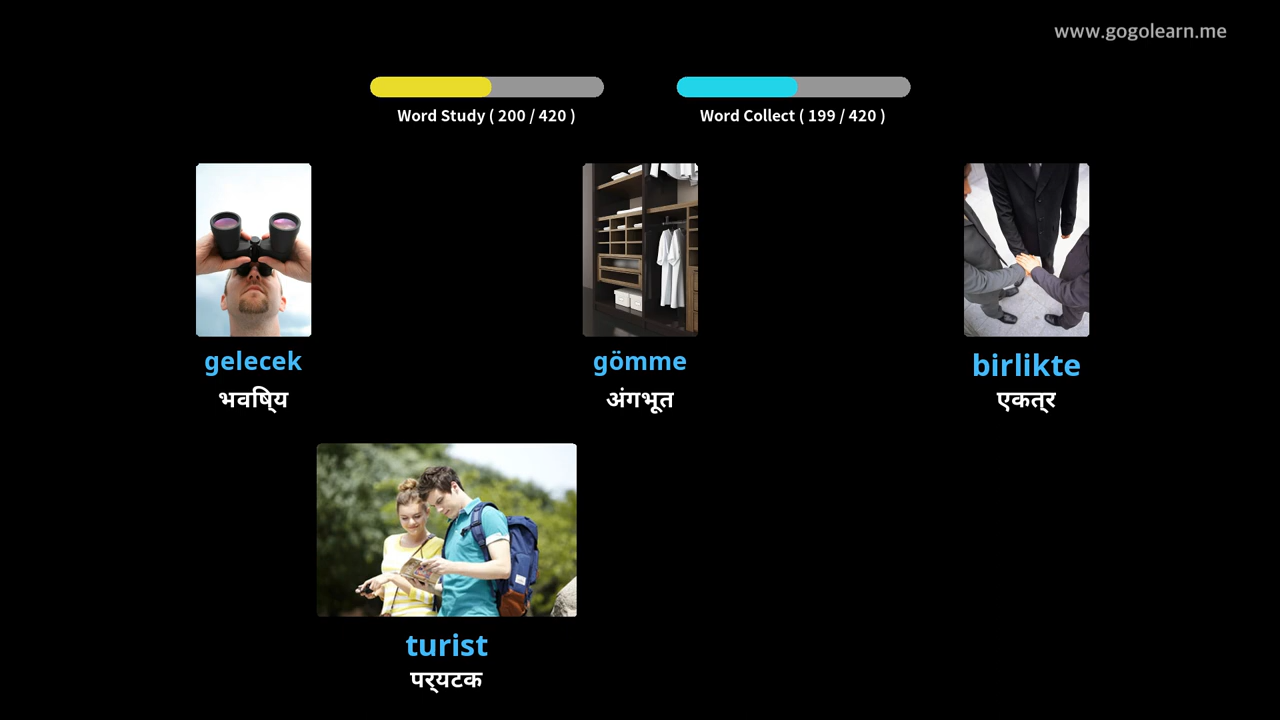 www.gogolearn.me
Word Study ( 200 / 420 )
Word Collect ( 199 / 420 )
gelecek
gömme
birlikte
भविष्य
अंगभूत
एकत्र
turist
पर्यटक